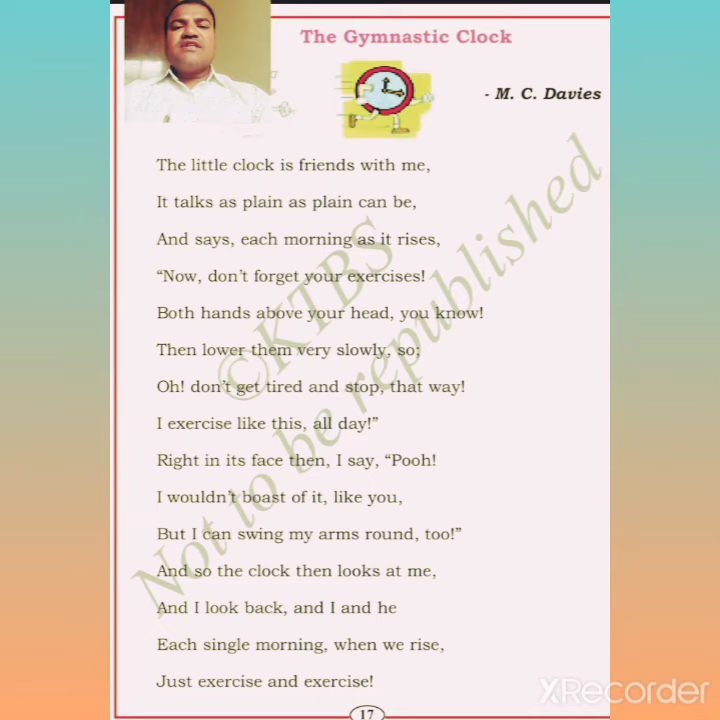 The Gymnastic Clock
- M. C. Davies
The little clock is friends with me,
It talks as plain as plain can be,
And says, each morning as it rises,
“Now, don’t forget your exercises!
Both hands above your head, you know!
Then lower them very slowly, so;
Oh! don’t get tired and stop, that way!
I exercise like this, all day!”
Right in its face then, I say, “Pooh!
I wouldn’t boast of it, like you,
But I can swing my arms round, too!”
And so the clock then looks at me,
And I look back, and I and he
Each single morning, when we rise,
Just exercise and exercise!
©KTBS
Not to be republished
17
XRecorder